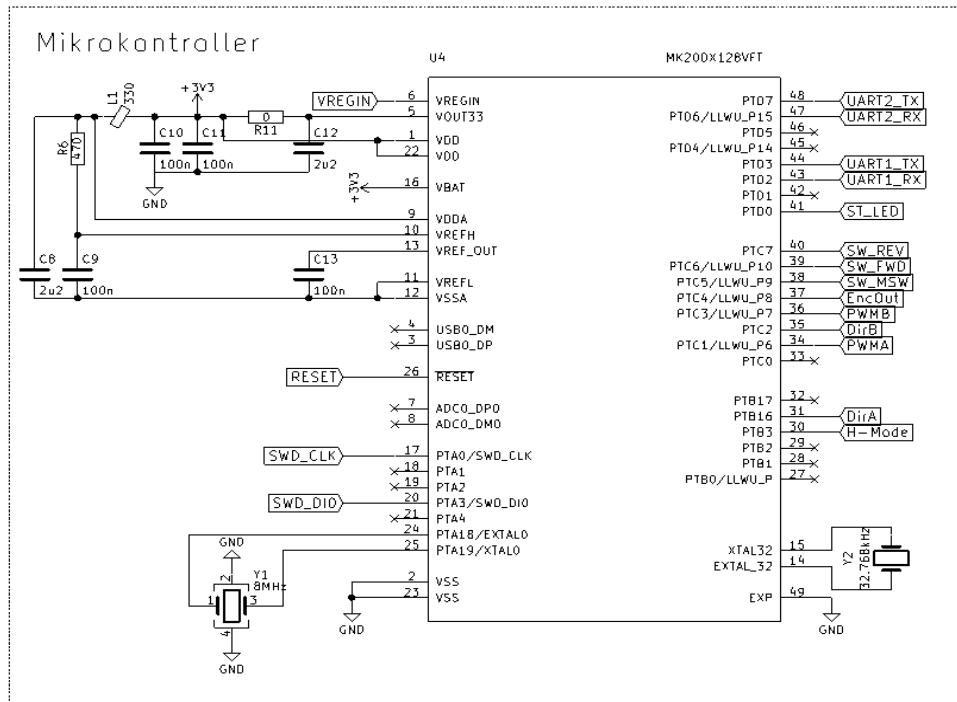 Mikrokontroller
U4
MK20DX128VFT
L1
330
+3V3
R6
470
C10
100n
C11
100n
0
R11
C12
2u2
GND
+3V3
C8
2u2
C9
100n
C13
100n
VREGIN
6 VREGIN
5 VOUT33
1 VDD
22 VDD
16 VBAT
9 VDDA
10 VREFH
13 VREF_OUT
11 VREFL
12 VSSA
4 USB0_DM
3 USB0_DP
RESET 26 RESET
7 ADC0_DP0
8 ADC0_DM0
SWD_CLK 17 PTA0/SWD_CLK
18 PTA1
19 PTA2
SWD_DIO 20 PTA3/SWD_DIO
21 PTA4
24 PTA18/EXTAL0
25 PTA19/XTAL0
2 VSS
23 VSS
GND
GND
2
Y1
8MHz
1
3
4
GND
PTD7 48 UART2_TX
PTD6/LLWU_P15 47 UART2_RX
PTD5 46
PTD4/LLWU_P14 45
PTD3 44 UART1_TX
PTD2 43 UART1_RX
PTD1 42
PTD0 41 ST_LED
PTC7 40 SW_REV
PTC6/LLWU_P10 39 SW_FWD
PTC5/LLWU_P9 38 SW_MSW
PTC4/LLWU_P8 37 EncOut
PTC3/LLWU_P7 36 PWMB
PTC2 35 DirB
PTC1/LLWU_P6 34 PWMA
PTC0 33
PTB17 32
PTB16 31 DirA
PTB3 30 H-Mode
PTB2 29
PTB1 28
PTB0/LLWU_P 27
XTAL32 15
EXTAL_32 14
Y2
32.768kHz
EXP 49
GND